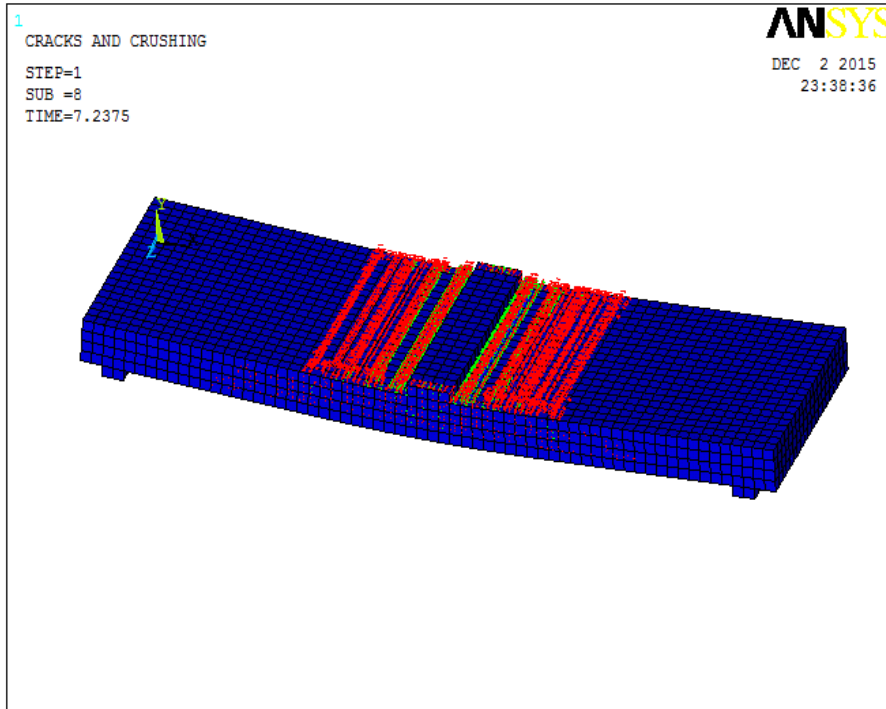 1
CRACKS AND CRUSHING
STEP=1
SUB =8
TIME=7.2375
ANSYS
DEC 2 2015
23:38:36
Y
Z